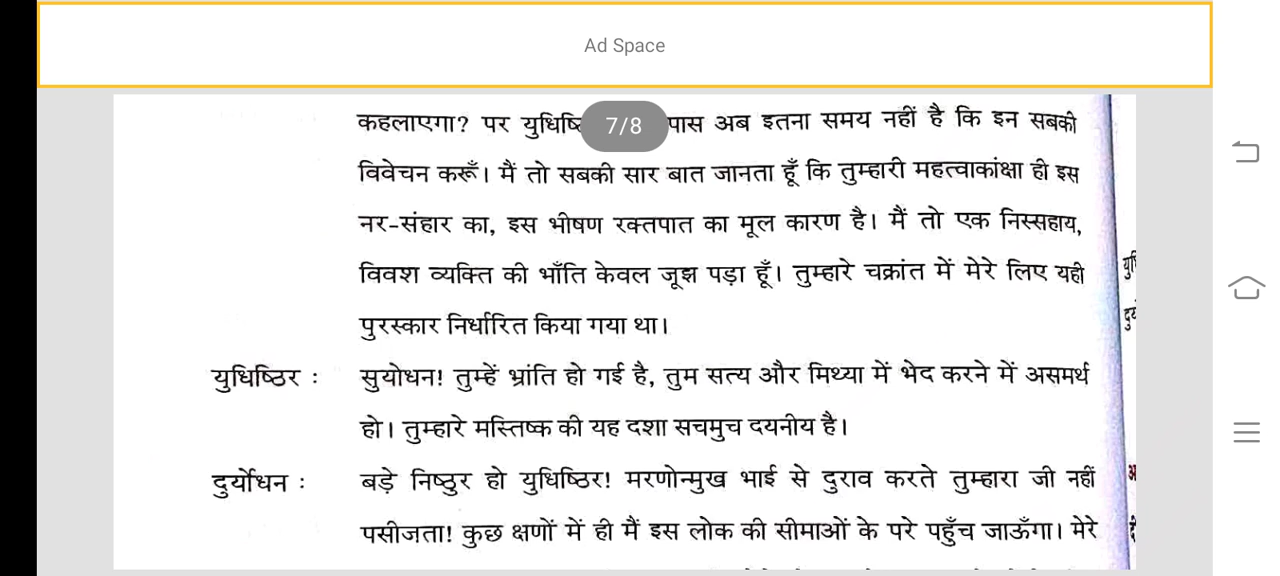 Ad Space
कहलाएगा? पर युधिष्ठि पास अब इतना समय नहीं है कि इन सबकी
7/8
विवेचन करूँ। मैं तो सबकी सार बात जानता हूँ कि तुम्हारी महत्वाकांक्षा ही इस
नर-संहार का, इस भीषण रक्तपात का मूल कारण है। मैं तो एक निस्सहाय,
विवश व्यक्ति की भाँति केवल जूझ पड़ा हूँ। तुम्हारे चक्रांत में मेरे लिए यही
पुरस्कार निर्धारित किया गया था।
युधिष्ठिर : सुयोधन! तुम्हें भ्रांति हो गई है, तुम सत्य और मिथ्या में भेद करने में असमर्थ
हो। तुम्हारे मस्तिष्क की यह दशा सचमुच दयनीय है।
दुर्योधन : बड़े निष्ठुर हो युधिष्ठिर! मरणोन्मुख भाई से दुराव करते तुम्हारा जी नहीं
पसीजता! कुछ क्षणों में ही मैं इस लोक की सीमाओं के परे पहुँच जाऊँगा। मेरे